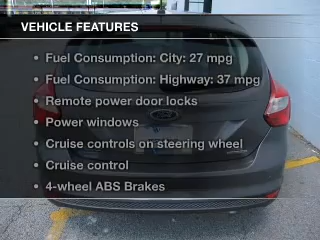 VEHICLE FEATURES
• Fuel Consumption: City: 27 mpg
• Fuel Consumption: Highway: 37 mpg
• Remote power door locks
• Power windows
• Cruise controls on steering wheel
• Cruise control
• 4-wheel ABS Brakes